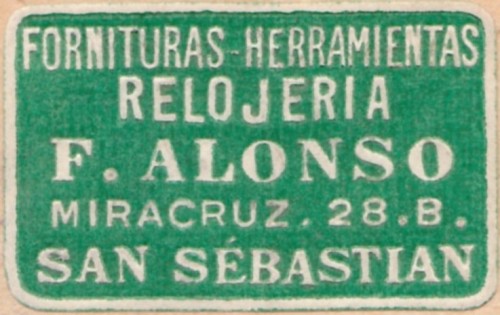 FORNITURAS-HERRAMIENTAS
RELOJERIA
F. ALONSO
MIRACRUZ. 28.B.
SAN SÉBASTIAN